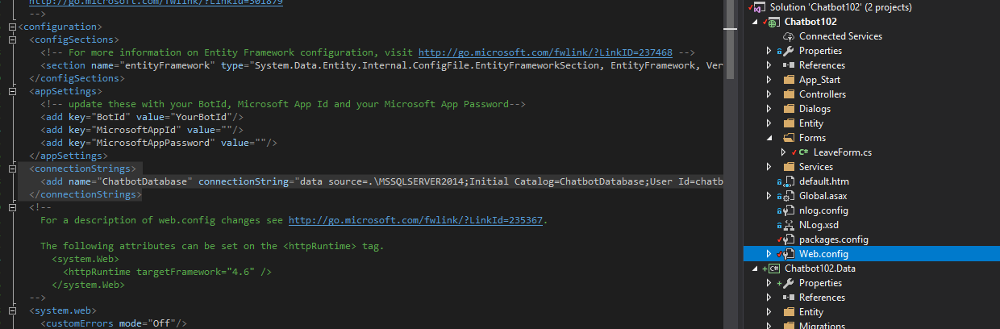 http://go.microsoft.com/fwlink/?LinkId=301879
-->
<configuration>
<configSections>
<!-- For more information on Entity Framework configuration, visit http://go.microsoft.com/fwlink/?LinkID=237468 -->
<section name="entityFramework" type="System.Data.Entity.Internal.ConfigFile.EntityFrameworkSection, EntityFramework, Ver
</configSections>
<appSettings>
<!-- update these with your BotId, Microsoft App Id and your Microsoft App Password-->
<add key="BotId" value="YourBotId"/>
<add key="MicrosoftAppId" value=""/>
<add key="MicrosoftAppPassword" value=""/>
</appSettings>
<connectionStrings>
<add name="ChatbotDatabase" connectionString="data source=.\MSSQLSERVER2014;Initial Catalog=ChatbotDatabase;User Id=chatb
</connectionStrings>
<!--
For a description of web.config changes see http://go.microsoft.com/fwlink/?LinkId=235367.
The following attributes can be set on the <httpRuntime> tag.
<system.Web>
<httpRuntime targetFramework="4.6" />
</system.Web>
-->
<system.web>
<customErrors mode="Off"/>
Solution 'Chatbot102' (2 projects)
Chatbot102
Connected Services
Properties
References
App_Start
Controllers
Dialogs
Entity
Forms
C# LeaveForm.cs
Services
default.htm
Global.asax
nlog.config
NLog.xsd
packages.config
Web.config
C# Chatbot102.Data
Properties
References
Entity
Migrations